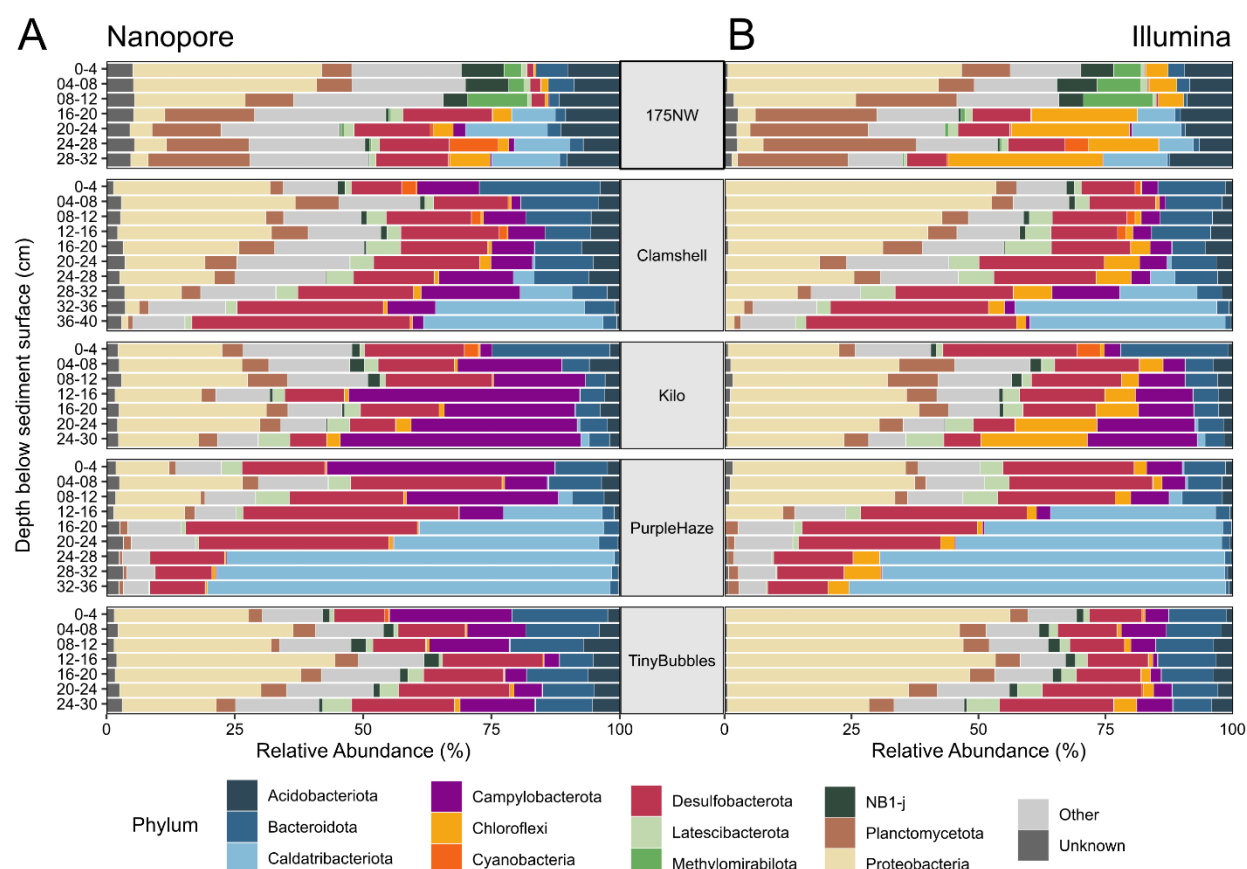 A Nanopore B Illumina
Depth below sediment surface (cm)
0-4
04-08
08-12
16-20
20-24
24-28
28-32
175NW
0-4
04-08
08-12
12-16
16-20
20-24
24-28
28-32
32-36
36-40
Clamshell
0-4
04-08
08-12
12-16
16-20
20-24
24-30
Kilo
0-4
04-08
08-12
12-16
16-20
20-24
24-28
28-32
32-36
PurpleHaze
0-4
04-08
08-12
12-16
16-20
20-24
24-30
TinyBubbles
0 25 50 75 100 0 25 50 75 100
Relative Abundance (%) Relative Abundance (%)
Phylum
Acidobacteriota
Bacteroidota
Caldatribacteriota
Campylobacterota
Chloroflexi
Cyanobacteria
Desulfobacterota
Latescibacterota
Methylomirabilota
NB1-j
Planctomycetota
Proteobacteria
Other
Unknown